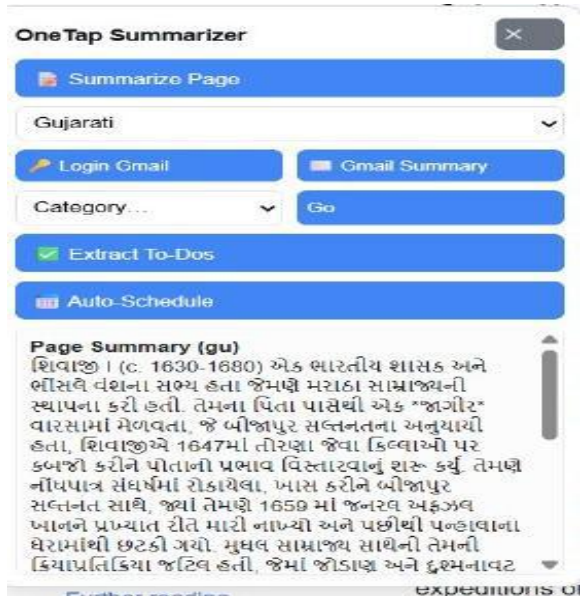 OneTap Summarizer
Summarize Page
Gujarati
Login Gmail
Gmail Summary
Category...
Go
Extract To-Dos
Auto-Schedule
Page Summary (gu)
શિવાજી I (c. 1630-1680) એક ભારતીય શાસક અને
ભોંસલે વંશના સભ્ય હતા જેમણે મરાઠા સામ્રાજ્યની
સ્થાપના કરી હતી. તેમના પિતા પાસેથી એક *જાગીર*
વારસામાં મેળવતા, જે બીજાપુર સલ્તનતના અનુયાયી
હતા, શિવાજીએ 1647માં તોરણા જેવા કિલ્લાઓ પર
કબજો કરીને પોતાનો પ્રભાવ વિસ્તારવાનું શરૂ કર્યું. તેમણે
નોંધપાત્ર સંઘર્ષમાં રોકાયેલા, ખાસ કરીને બીજાપુર
સલ્તનત સાથે, જ્યાં તેમણે 1659 માં જનરલ અફઝલ
ખાનને પ્રખ્યાત રીતે મારી નાખ્યો અને પછીથી પન્હાલાના
ઘેરામાંથી છટકી ગયો. મુઘલ સામ્રાજ્ય સાથેની તેમની
ક્રિયાપ્રતિક્રિયા જટિલ હતી, જેમાં જોડાણ અને દુશ્મનાવટ
expeditions of